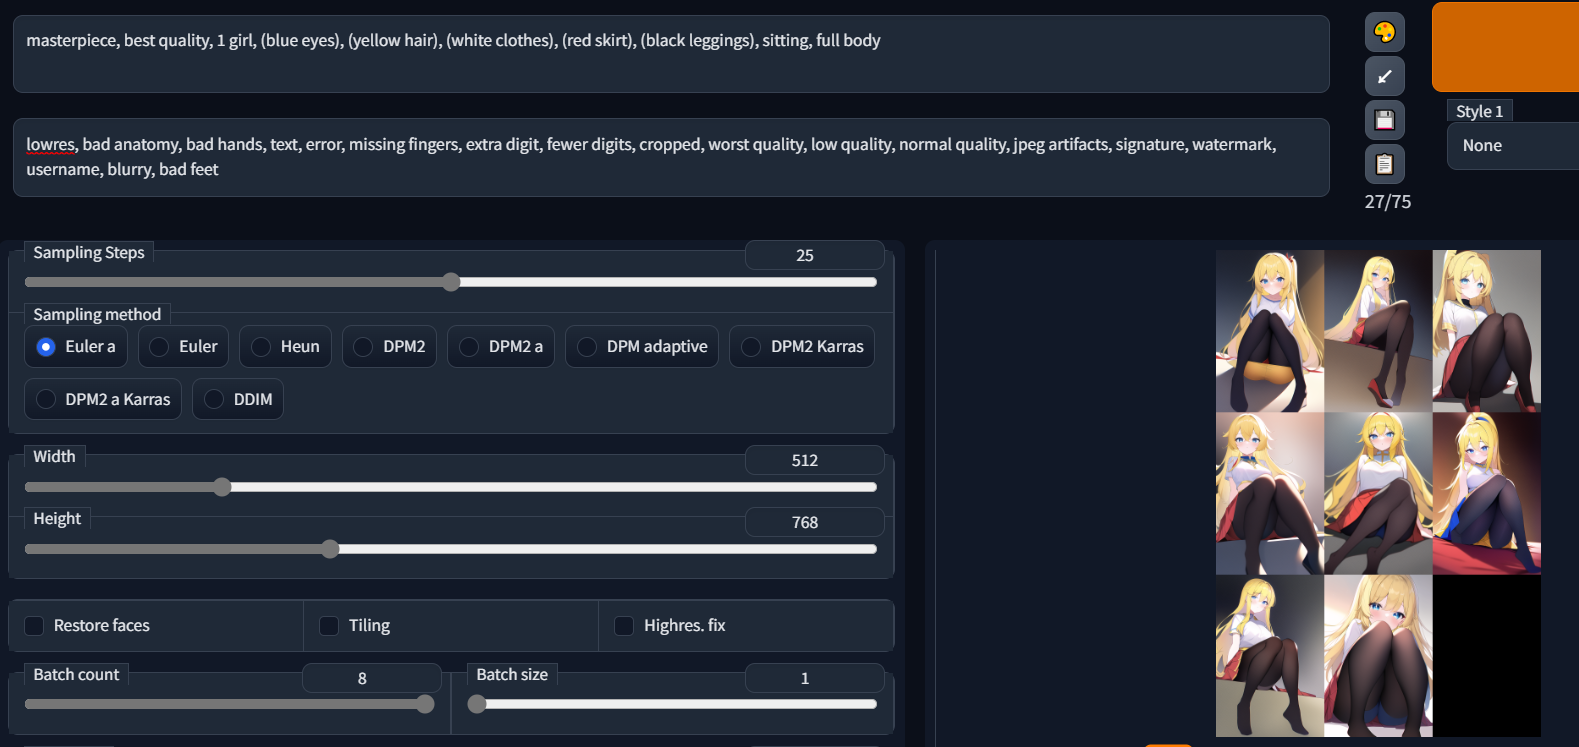 masterpiece, best quality, 1 girl, (blue eyes), (yellow hair), (white clothes), (red skirt), (black leggings), sitting, full body
lowres, bad anatomy, bad hands, text, error, missing fingers, extra digit, fewer digits, cropped, worst quality, low quality, normal quality, jpeg artifacts, signature, watermark,
username, blurry, bad feet
27/75
Style 1
None
Sampling Steps
25
Sampling method
Euler a
Euler
Heun
DPM2
DPM2 a
DPM adaptive
DPM2 Karras
DPM2 a Karras
DDIM
Width
512
Height
768
Restore faces
Tiling
Highres. fix
Batch count
8
Batch size
1